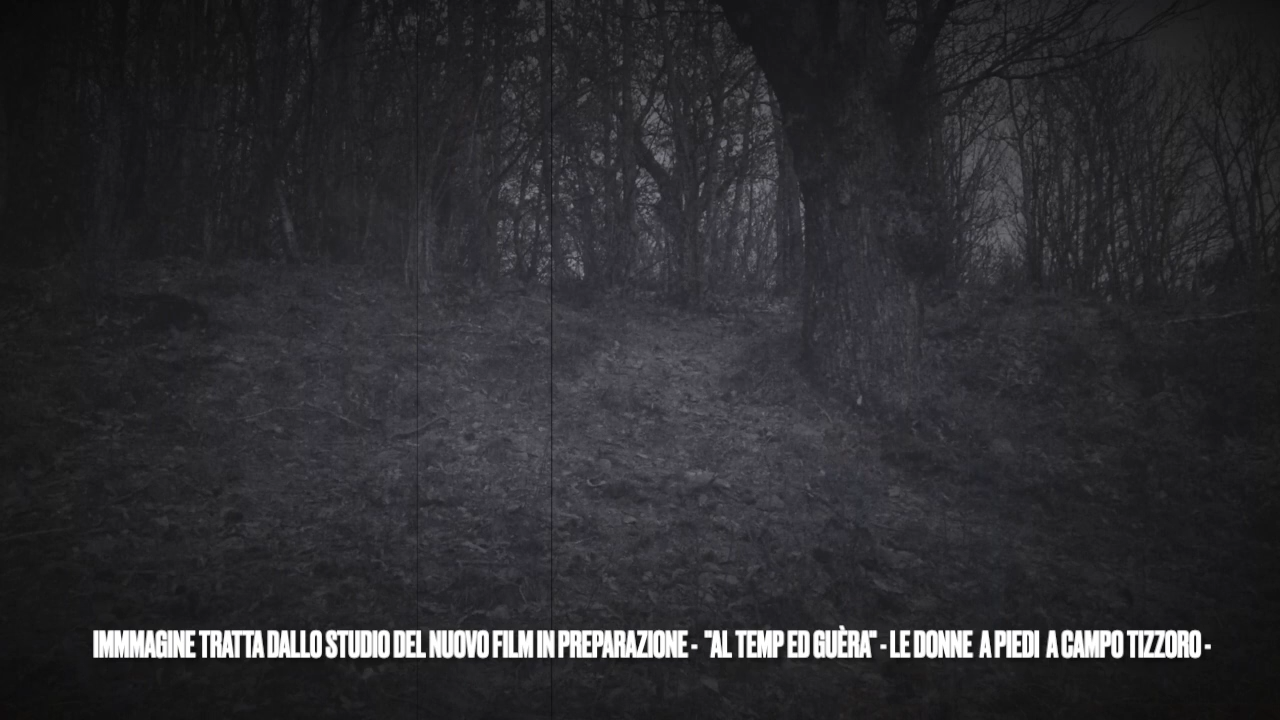 IMMMAGINE TRATTA DALLO STUDIO DEL NUOVO FILM IN PREPARAZIONE - "AL TEMP ED GUÈRA" - LE DONNE A PIEDI A CAMPO TIZZORO -